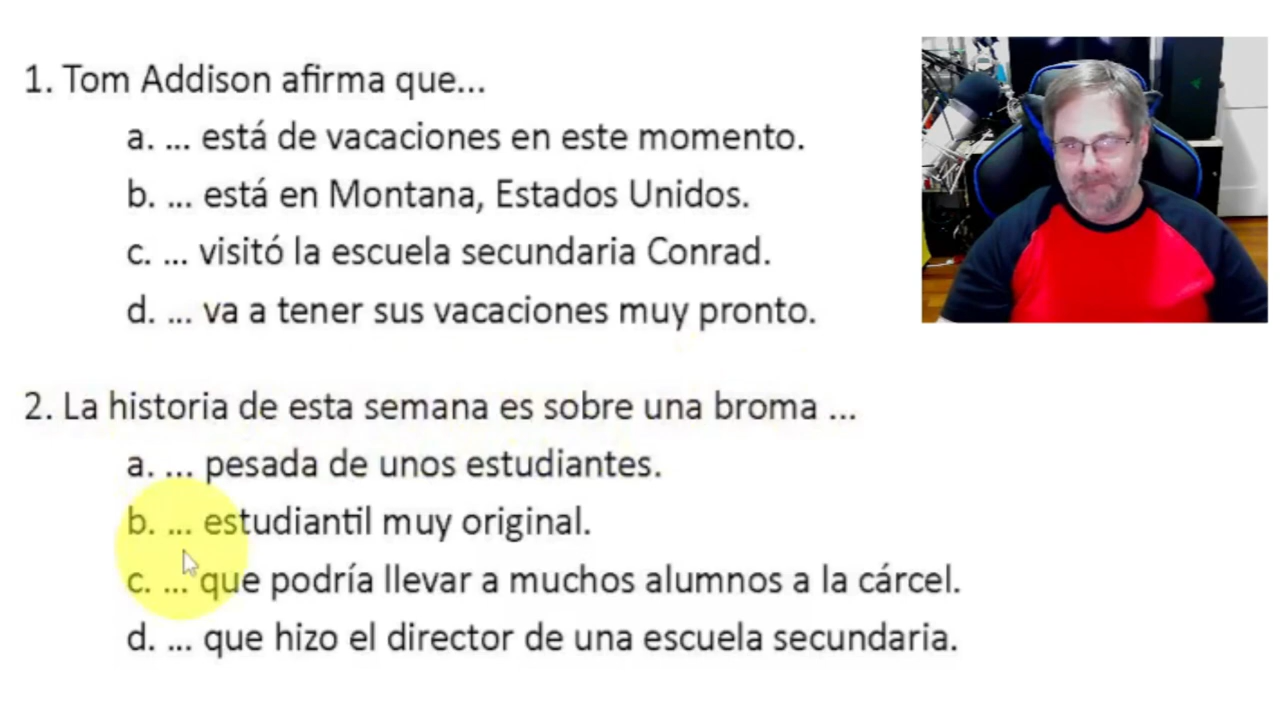 1. Tom Addison afirma que...
a. ... está de vacaciones en este momento.
b. ... está en Montana, Estados Unidos.
c. ... visitó la escuela secundaria Conrad.
d. ... va a tener sus vacaciones muy pronto.
2. La historia de esta semana es sobre una broma ...
a. ... pesada de unos estudiantes.
b. ... estudiantil muy original.
c. ... que podría llevar a muchos alumnos a la cárcel.
d. ... que hizo el director de una escuela secundaria.